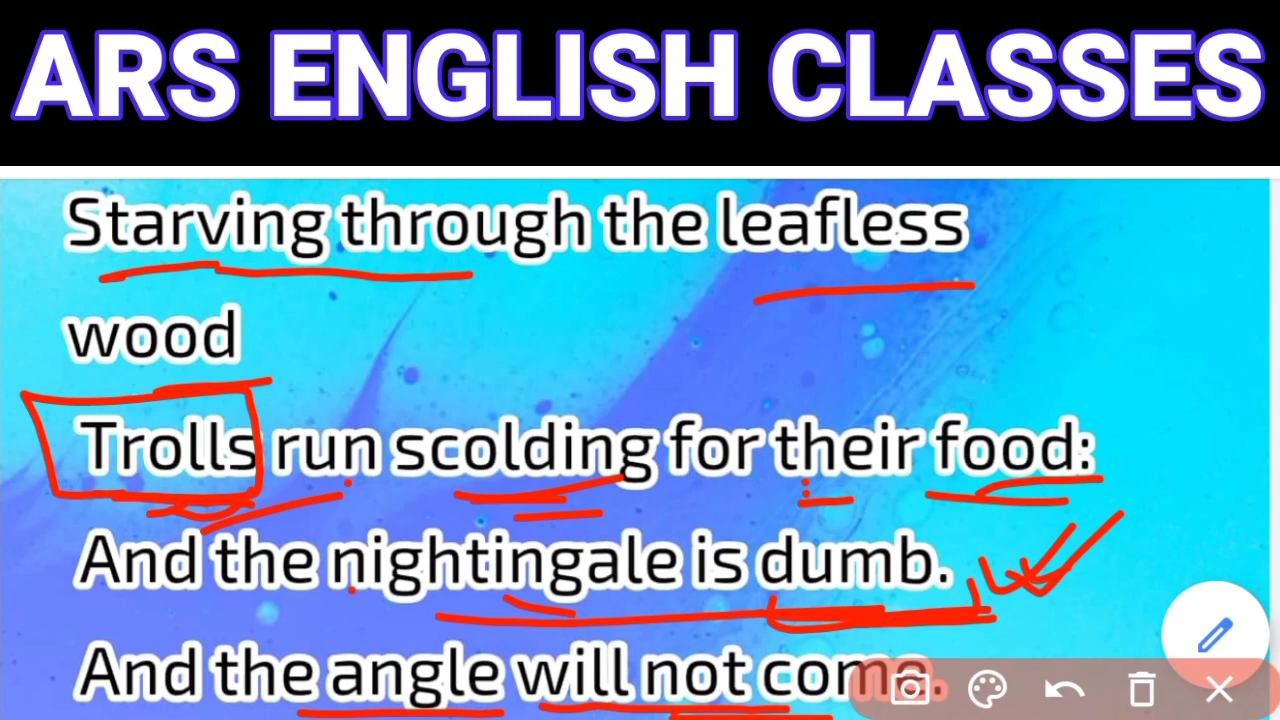 ARS ENGLISH CLASSES
Starving through the leafless
wood
Trolls run scolding for their food:
And the nightingale is dumb.
And the angle will not come.